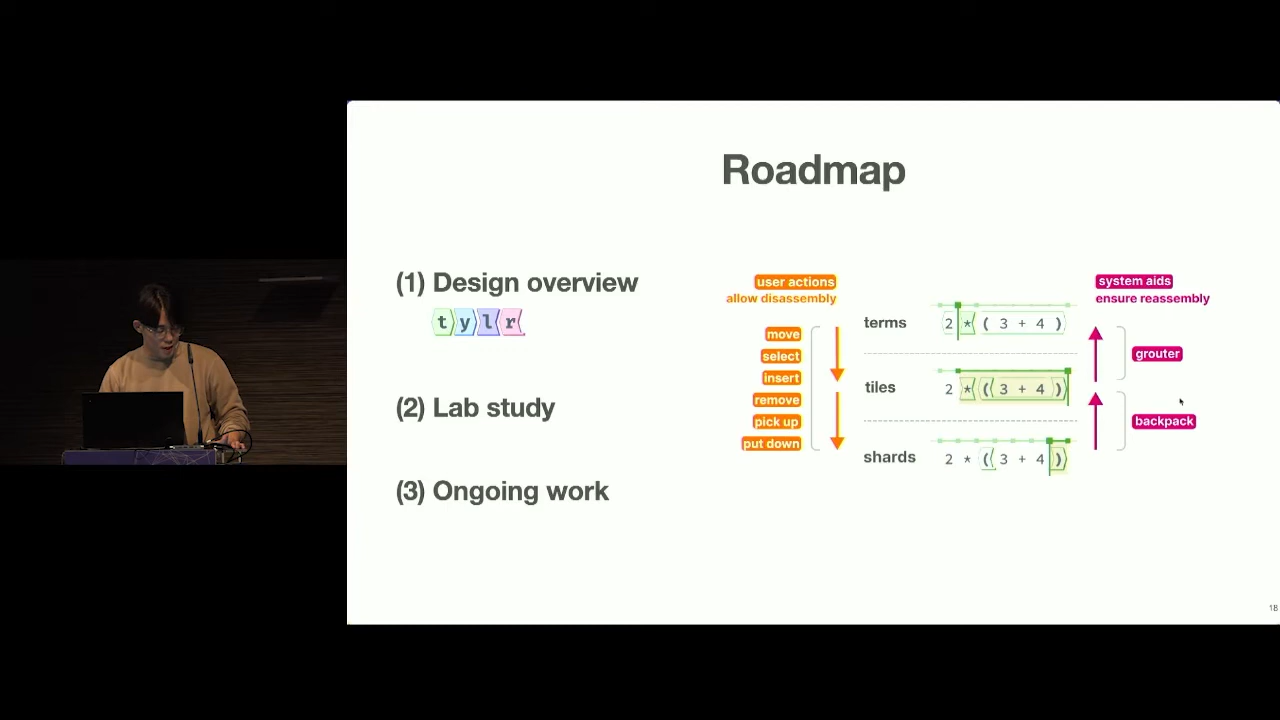 Roadmap
(1) Design overview
tylr
(2) Lab study
(3) Ongoing work
user actions
allow disassembly
move
select
insert
remove
pick up
put down
terms
2 * ( 3 + 4 )
tiles
2 * ( ( 3 + 4 ) )
shards
2 * ( ( 3 + 4 ) )
system aids
ensure reassembly
grouter
backpack
18